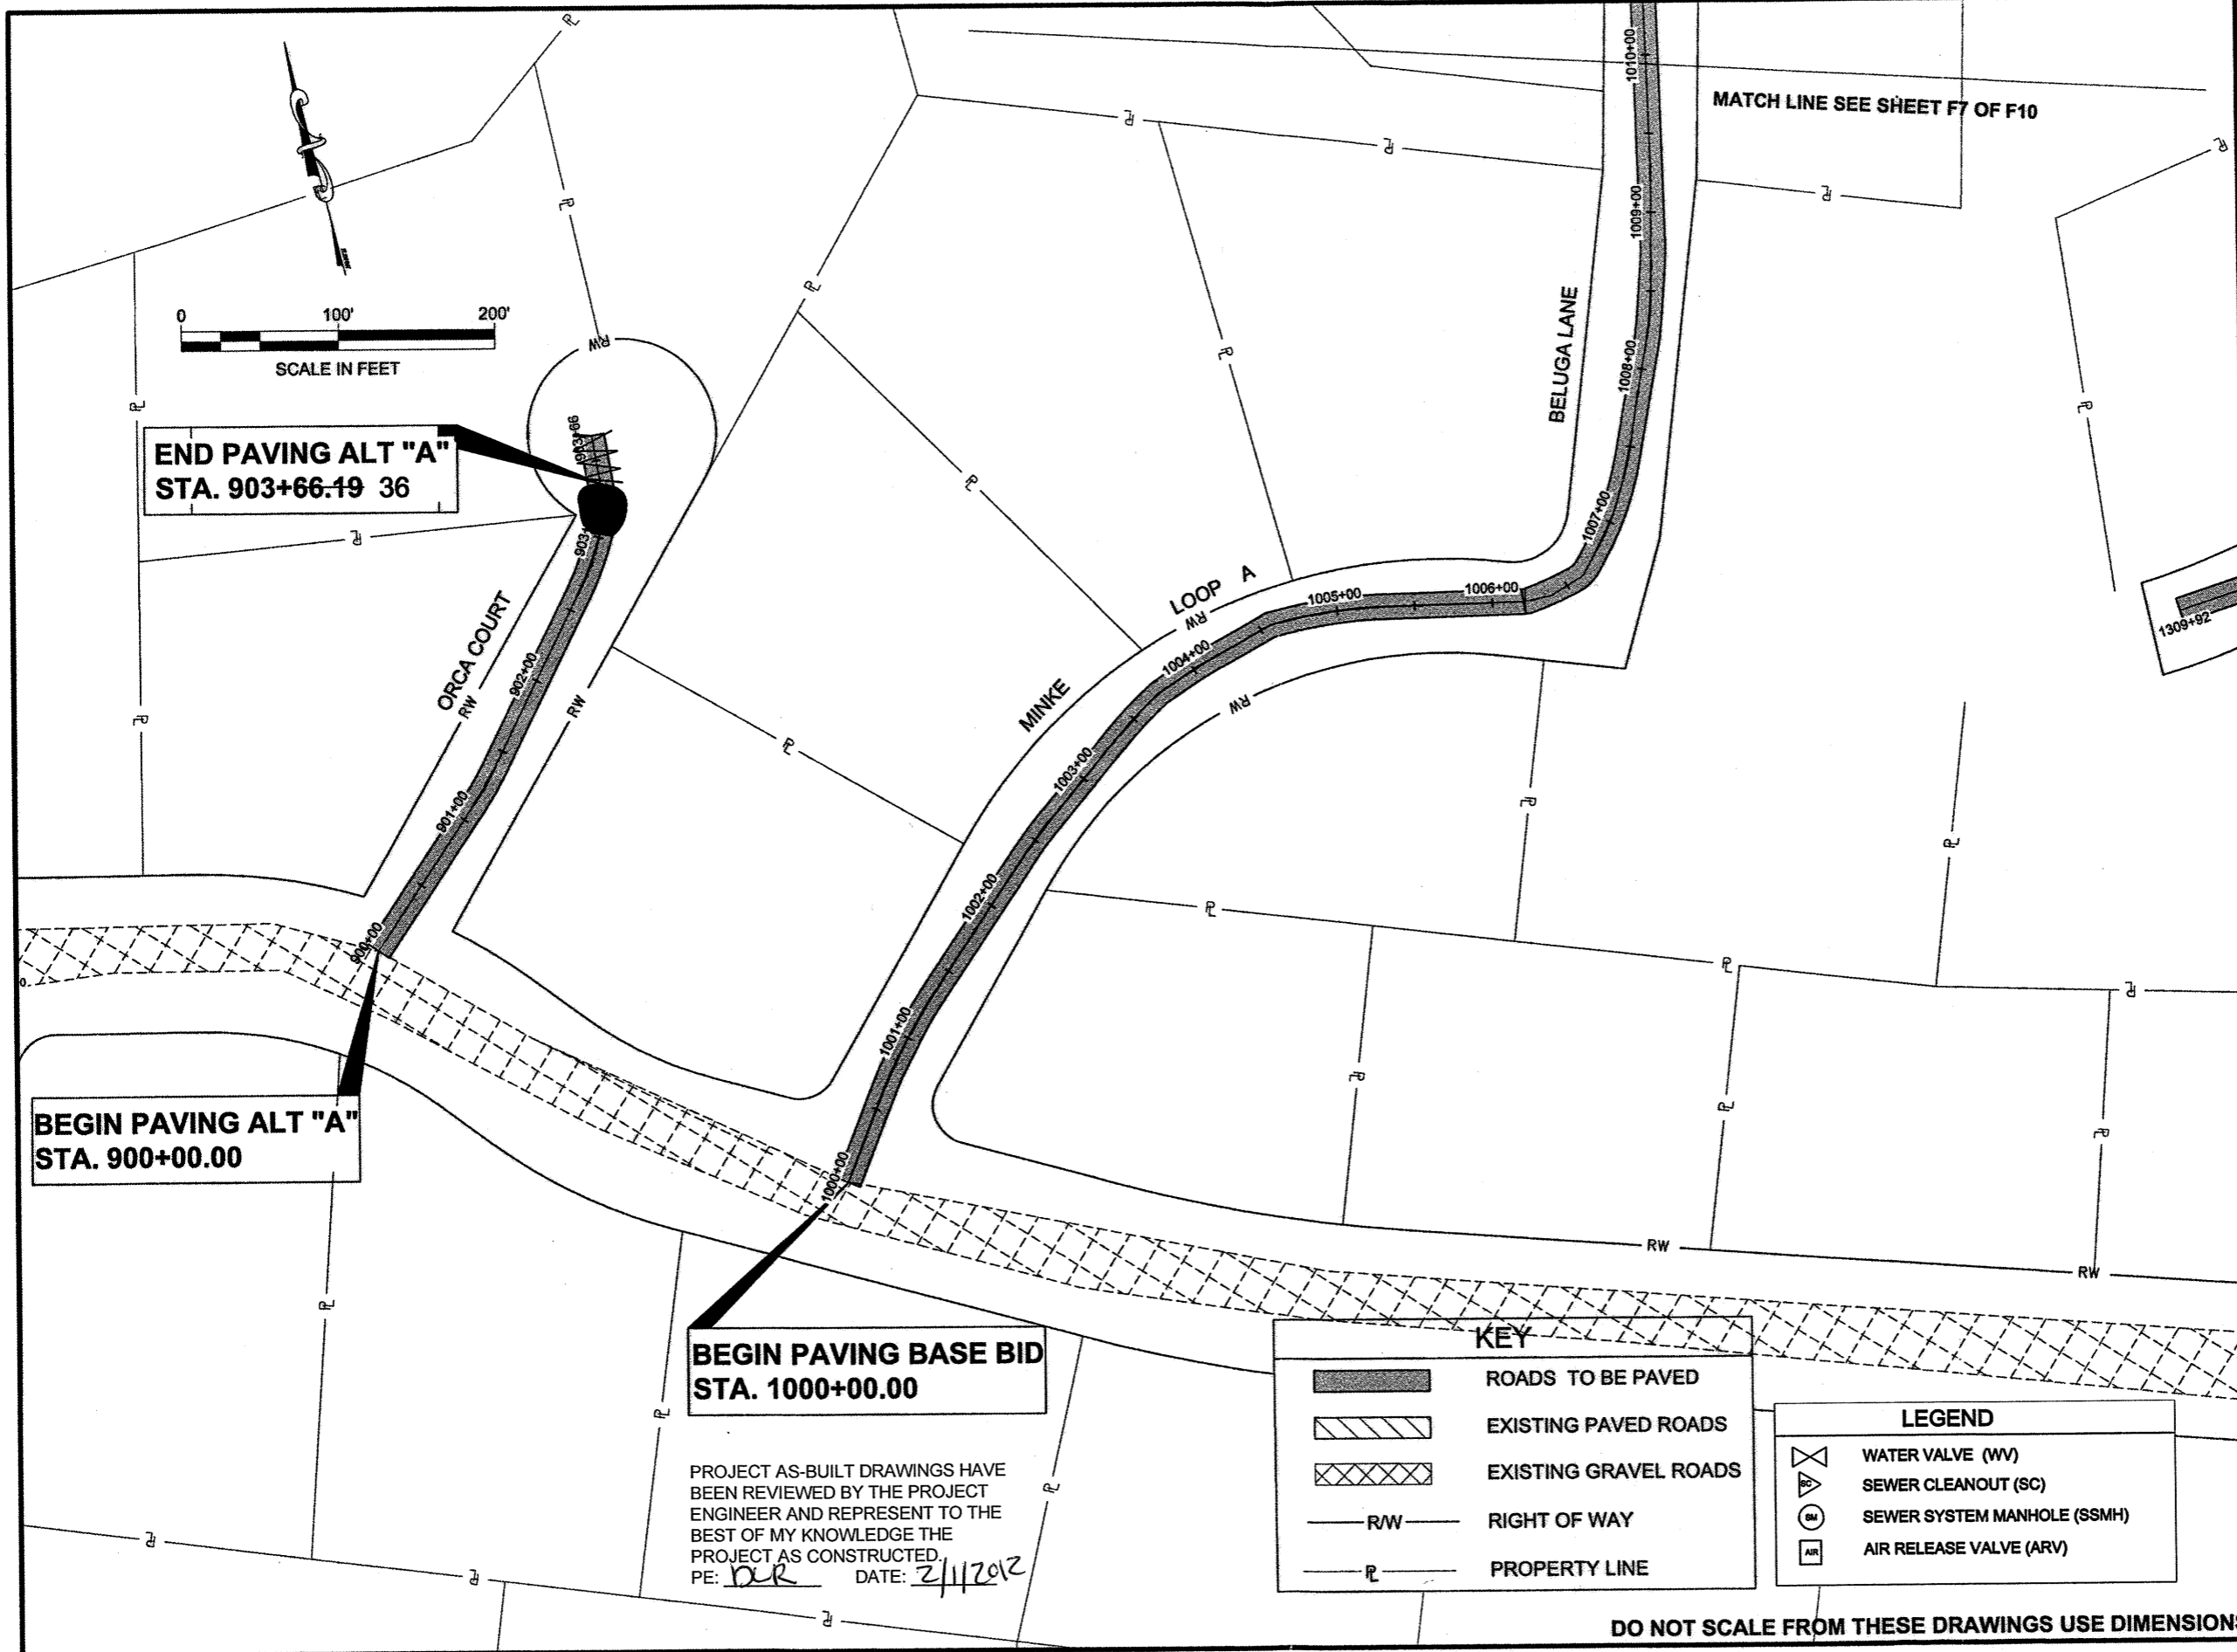 1010+00
MATCH LINE SEE SHEET F7 OF F10
1009+00
0 100' 200'
SCALE IN FEET
BELUGA LANE
1008+00
RW
903+66
END PAVING ALT "A"
STA. 903+66.19 36
903+
1007+00
LOOP A
RW
1005+00
1006+00
1309+92
ORCA COURT
RW
902+00
RW
MINKE
1004+00
RW
1003+00
901+00
1002+00
900+00
1001+00
BEGIN PAVING ALT "A"
STA. 900+00.00
1000+00
RW
RW
BEGIN PAVING BASE BID
STA. 1000+00.00
KEY
ROADS TO BE PAVED
EXISTING PAVED ROADS
EXISTING GRAVEL ROADS
R/W RIGHT OF WAY
PL PROPERTY LINE
LEGEND
WATER VALVE (WV)
SC SEWER CLEANOUT (SC)
SM SEWER SYSTEM MANHOLE (SSMH)
AIR AIR RELEASE VALVE (ARV)
PROJECT AS-BUILT DRAWINGS HAVE
BEEN REVIEWED BY THE PROJECT
ENGINEER AND REPRESENT TO THE
BEST OF MY KNOWLEDGE THE
PROJECT AS CONSTRUCTED.
PE: DLR DATE: 2/1/2012
DO NOT SCALE FROM THESE DRAWINGS USE DIMENSIONS